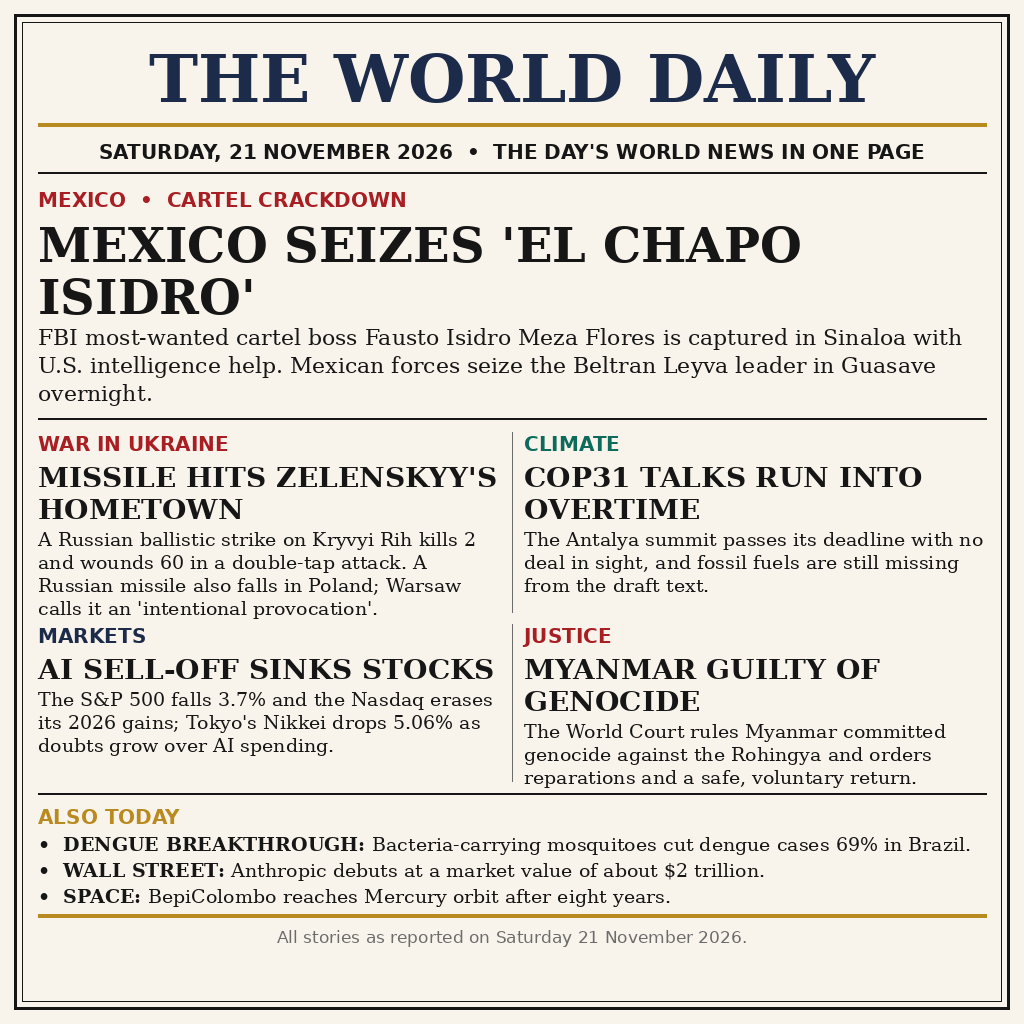 THE WORLD DAILY
SATURDAY, 21 NOVEMBER 2026 • THE DAY'S WORLD NEWS IN ONE PAGE
MEXICO • CARTEL CRACKDOWN
MEXICO SEIZES 'EL CHAPO
ISIDRO'
FBI most-wanted cartel boss Fausto Isidro Meza Flores is captured in Sinaloa with
U.S. intelligence help. Mexican forces seize the Beltran Leyva leader in Guasave
overnight.
WAR IN UKRAINE
MISSILE HITS ZELENSKYY'S
HOMETOWN
A Russian ballistic strike on Kryvyi Rih kills 2
and wounds 60 in a double-tap attack. A
Russian missile also falls in Poland; Warsaw
calls it an 'intentional provocation'.
CLIMATE
COP31 TALKS RUN INTO
OVERTIME
The Antalya summit passes its deadline with no
deal in sight, and fossil fuels are still missing
from the draft text.
MARKETS
AI SELL-OFF SINKS STOCKS
The S&P 500 falls 3.7% and the Nasdaq erases
its 2026 gains; Tokyo's Nikkei drops 5.06% as
doubts grow over AI spending.
JUSTICE
MYANMAR GUILTY OF
GENOCIDE
The World Court rules Myanmar committed
genocide against the Rohingya and orders
reparations and a safe, voluntary return.
ALSO TODAY
• DENGUE BREAKTHROUGH: Bacteria-carrying mosquitoes cut dengue cases 69% in Brazil.
• WALL STREET: Anthropic debuts at a market value of about $2 trillion.
• SPACE: BepiColombo reaches Mercury orbit after eight years.
All stories as reported on Saturday 21 November 2026.